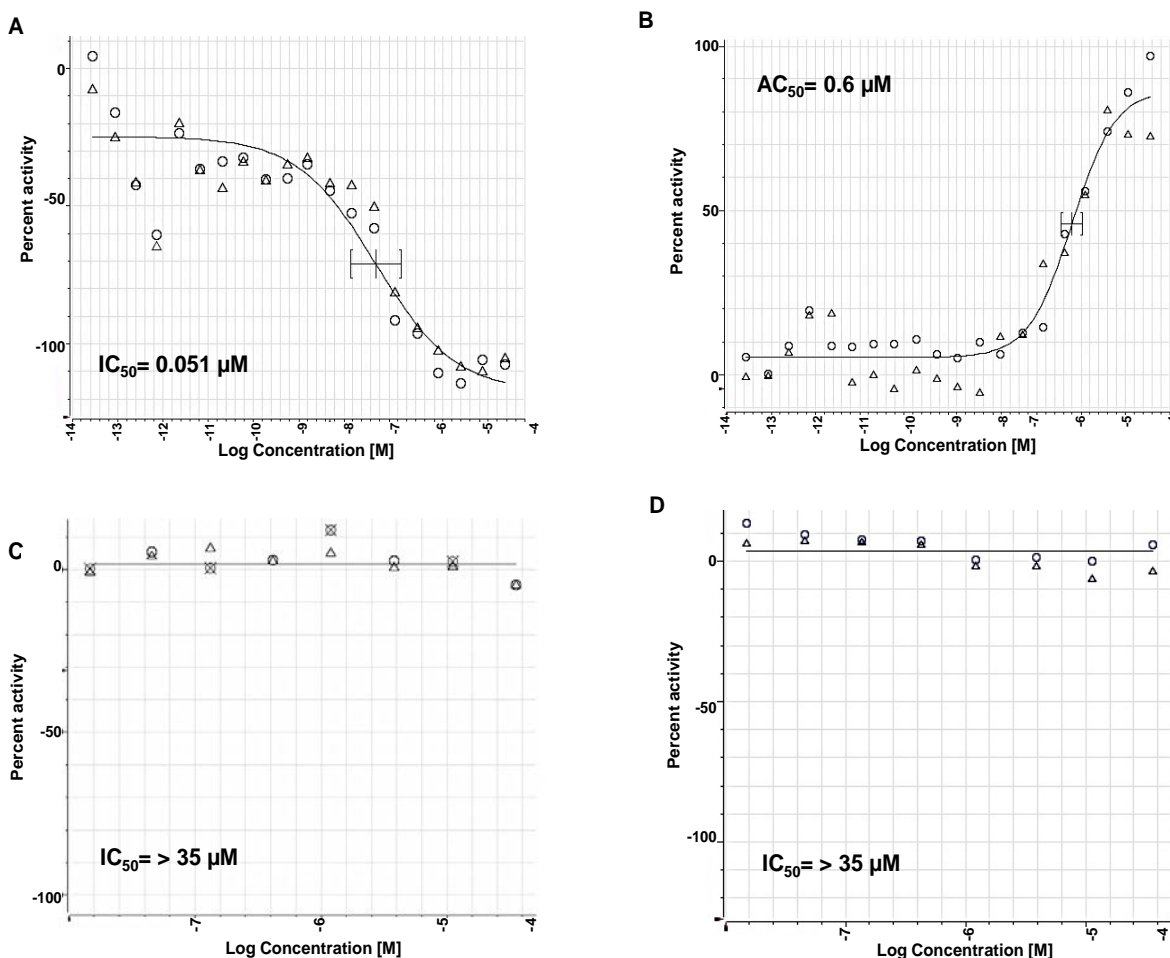 A
0
-50
-100
Percent activity
IC50= 0.051 µM
-14
-13
-12
-11
-10
-9
-8
-7
-6
-5
-4
Log Concentration [M]
B
100
50
0
Percent activity
AC50= 0.6 µM
-14
-13
-12
-11
-10
-9
-8
-7
-6
-5
-4
Log Concentration [M]
C
0
-50
-100
Percent activity
IC50= > 35 µM
-7
-6
-5
-4
Log Concentration [M]
D
0
-50
-100
Percent activity
IC50= > 35 µM
-7
-6
-5
-4
Log Concentration [M]